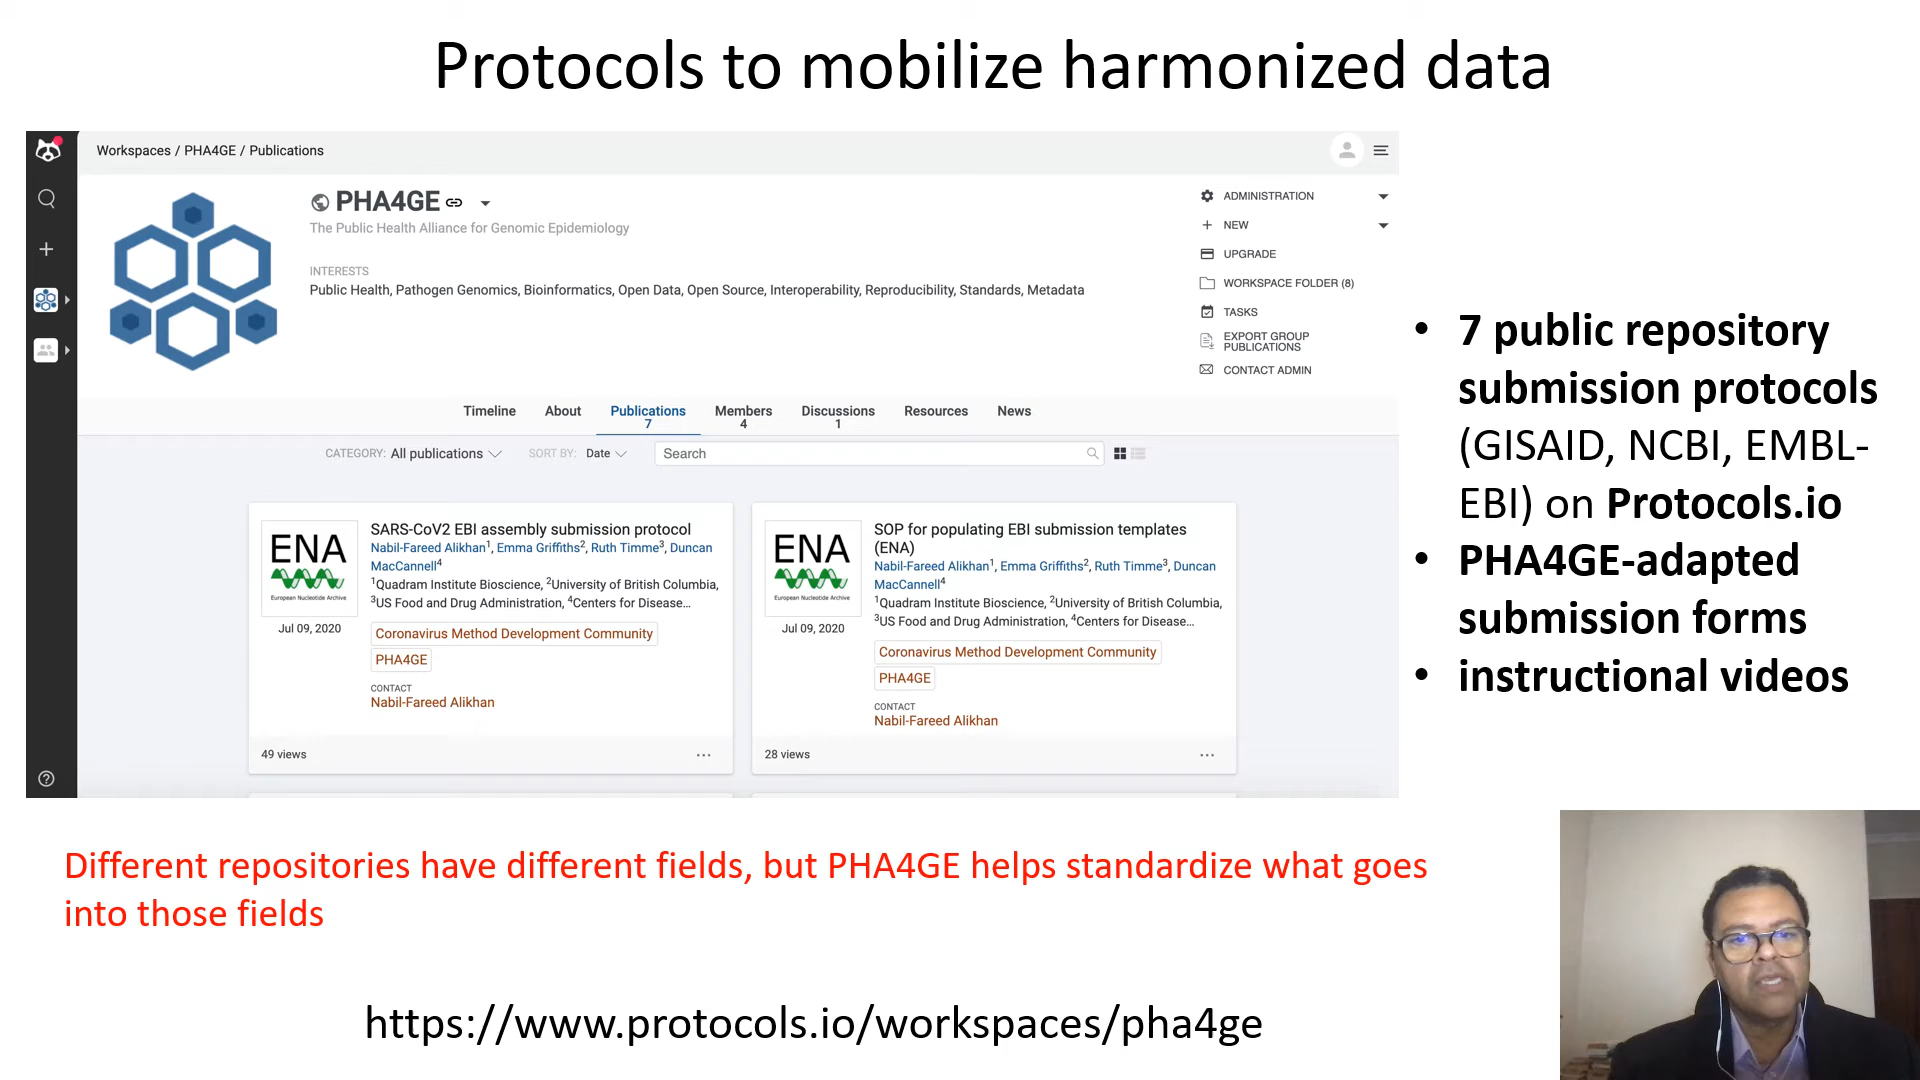 Protocols to mobilize harmonized data
Workspaces / PHA4GE / Publications
PHA4GE
The Public Health Alliance for Genomic Epidemiology
INTERESTS
Public Health, Pathogen Genomics, Bioinformatics, Open Data, Open Source, Interoperability, Reproducibility, Standards, Metadata
ADMINISTRATION
NEW
UPGRADE
WORKSPACE FOLDER (8)
TASKS
EXPORT GROUP
PUBLICATIONS
CONTACT ADMIN
Timeline About Publications Members Discussions Resources News
7 4 1
CATEGORY: All publications SORT BY: Date Search
ENA
European Nucleotide Archive
Jul 09, 2020
SARS-CoV2 EBI assembly submission protocol
Nabil-Fareed Alikhan1, Emma Griffiths2, Ruth Timme3, Duncan
MacCannell4
1Quadram Institute Bioscience, 2University of British Columbia,
3US Food and Drug Administration, 4Centers for Disease...
Coronavirus Method Development Community
PHA4GE
CONTACT
Nabil-Fareed Alikhan
49 views
ENA
European Nucleotide Archive
Jul 09, 2020
SOP for populating EBI submission templates
(ENA)
Nabil-Fareed Alikhan1, Emma Griffiths2, Ruth Timme3, Duncan
MacCannell4
1Quadram Institute Bioscience, 2University of British Columbia,
3US Food and Drug Administration, 4Centers for Disease...
Coronavirus Method Development Community
PHA4GE
CONTACT
Nabil-Fareed Alikhan
28 views
• 7 public repository
submission protocols
(GISAID, NCBI, EMBL-
EBI) on Protocols.io
• PHA4GE-adapted
submission forms
• instructional videos
Different repositories have different fields, but PHA4GE helps standardize what goes
into those fields
https://www.protocols.io/workspaces/pha4ge